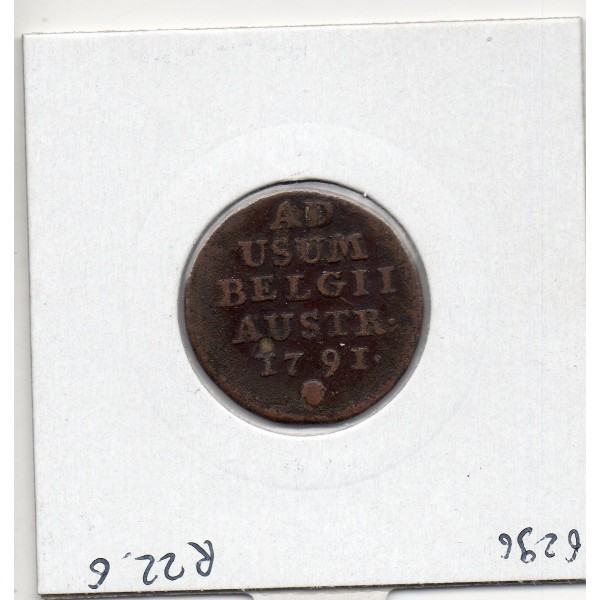 AD
USUM
BELGII
AUSTR.
1791.
R22.6
6296